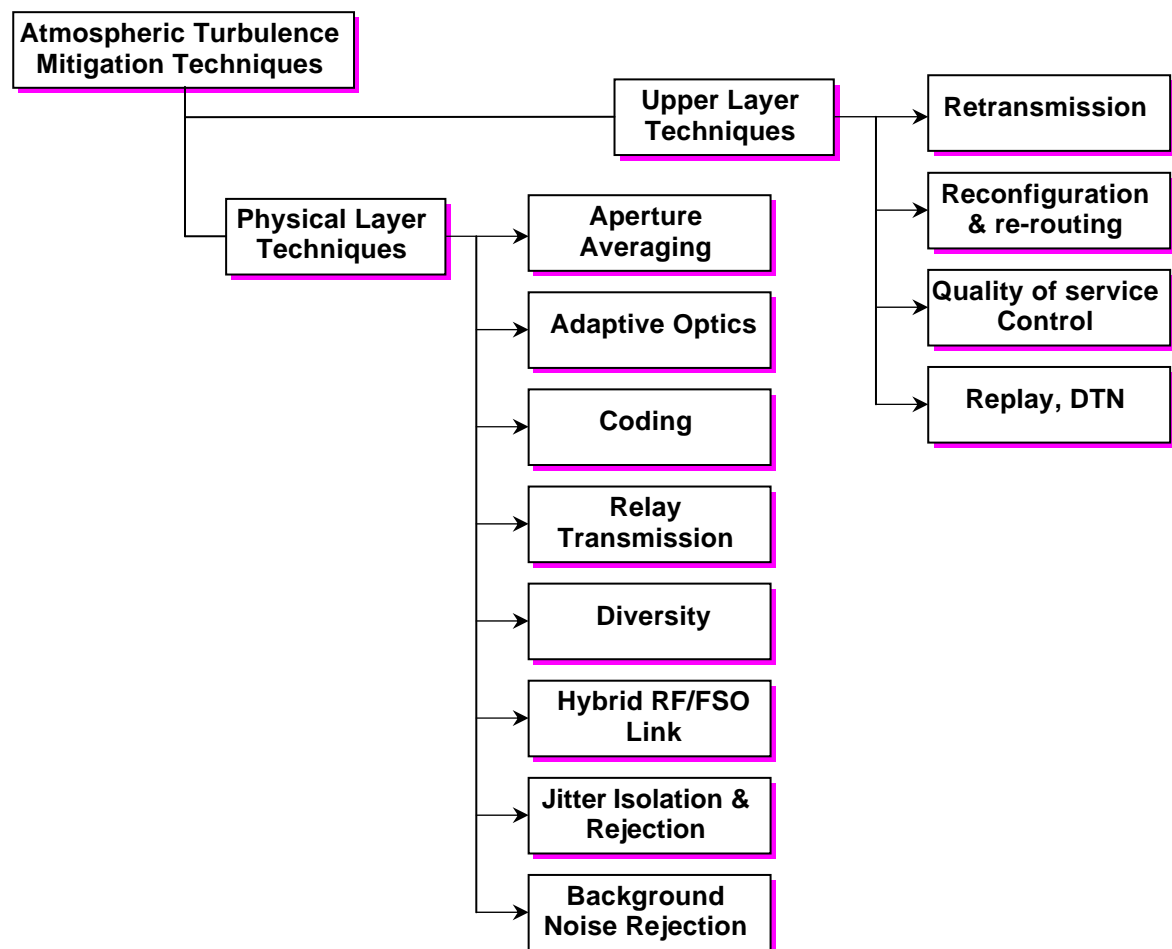 Atmospheric Turbulence
Mitigation Techniques
Upper Layer
Techniques
Retransmission
Reconfiguration
& re-routing
Quality of service
Control
Replay, DTN
Physical Layer
Techniques
Aperture
Averaging
Adaptive Optics
Coding
Relay
Transmission
Diversity
Hybrid RF/FSO
Link
Jitter Isolation &
Rejection
Background
Noise Rejection